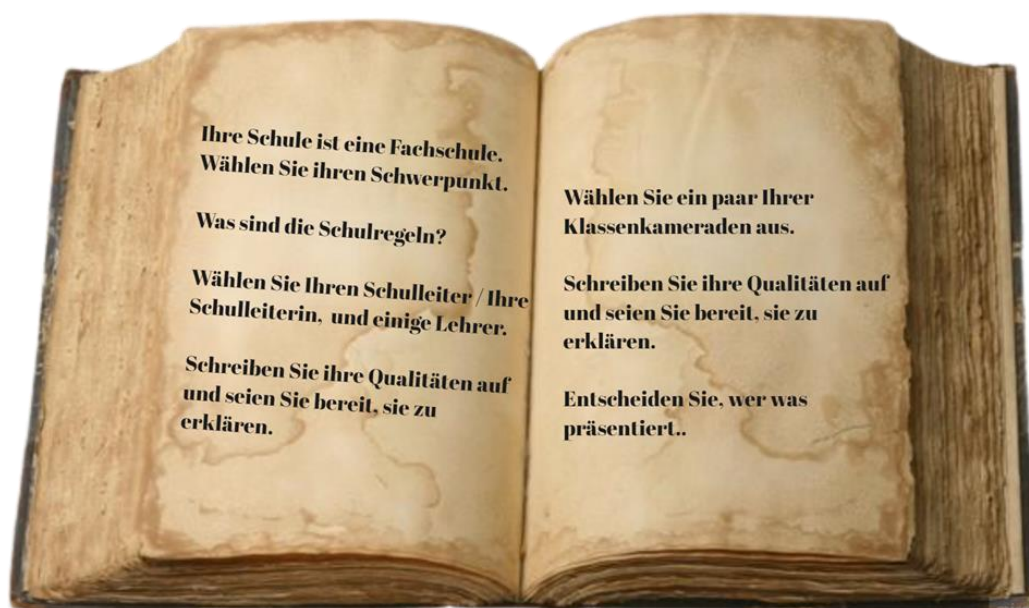 Ihre Schule ist eine Fachschule.
Wählen Sie ihren Schwerpunkt.
Was sind die Schulregeln?
Wählen Sie Ihren Schulleiter / Ihre
Schulleiterin, und einige Lehrer.
Schreiben Sie ihre Qualitäten auf
und seien Sie bereit, sie zu
erklären.
Wählen Sie ein paar Ihrer
Klassenkameraden aus.
Schreiben Sie ihre Qualitäten auf
und seien Sie bereit, sie zu
erklären.
Entscheiden Sie, wer was
präsentiert..